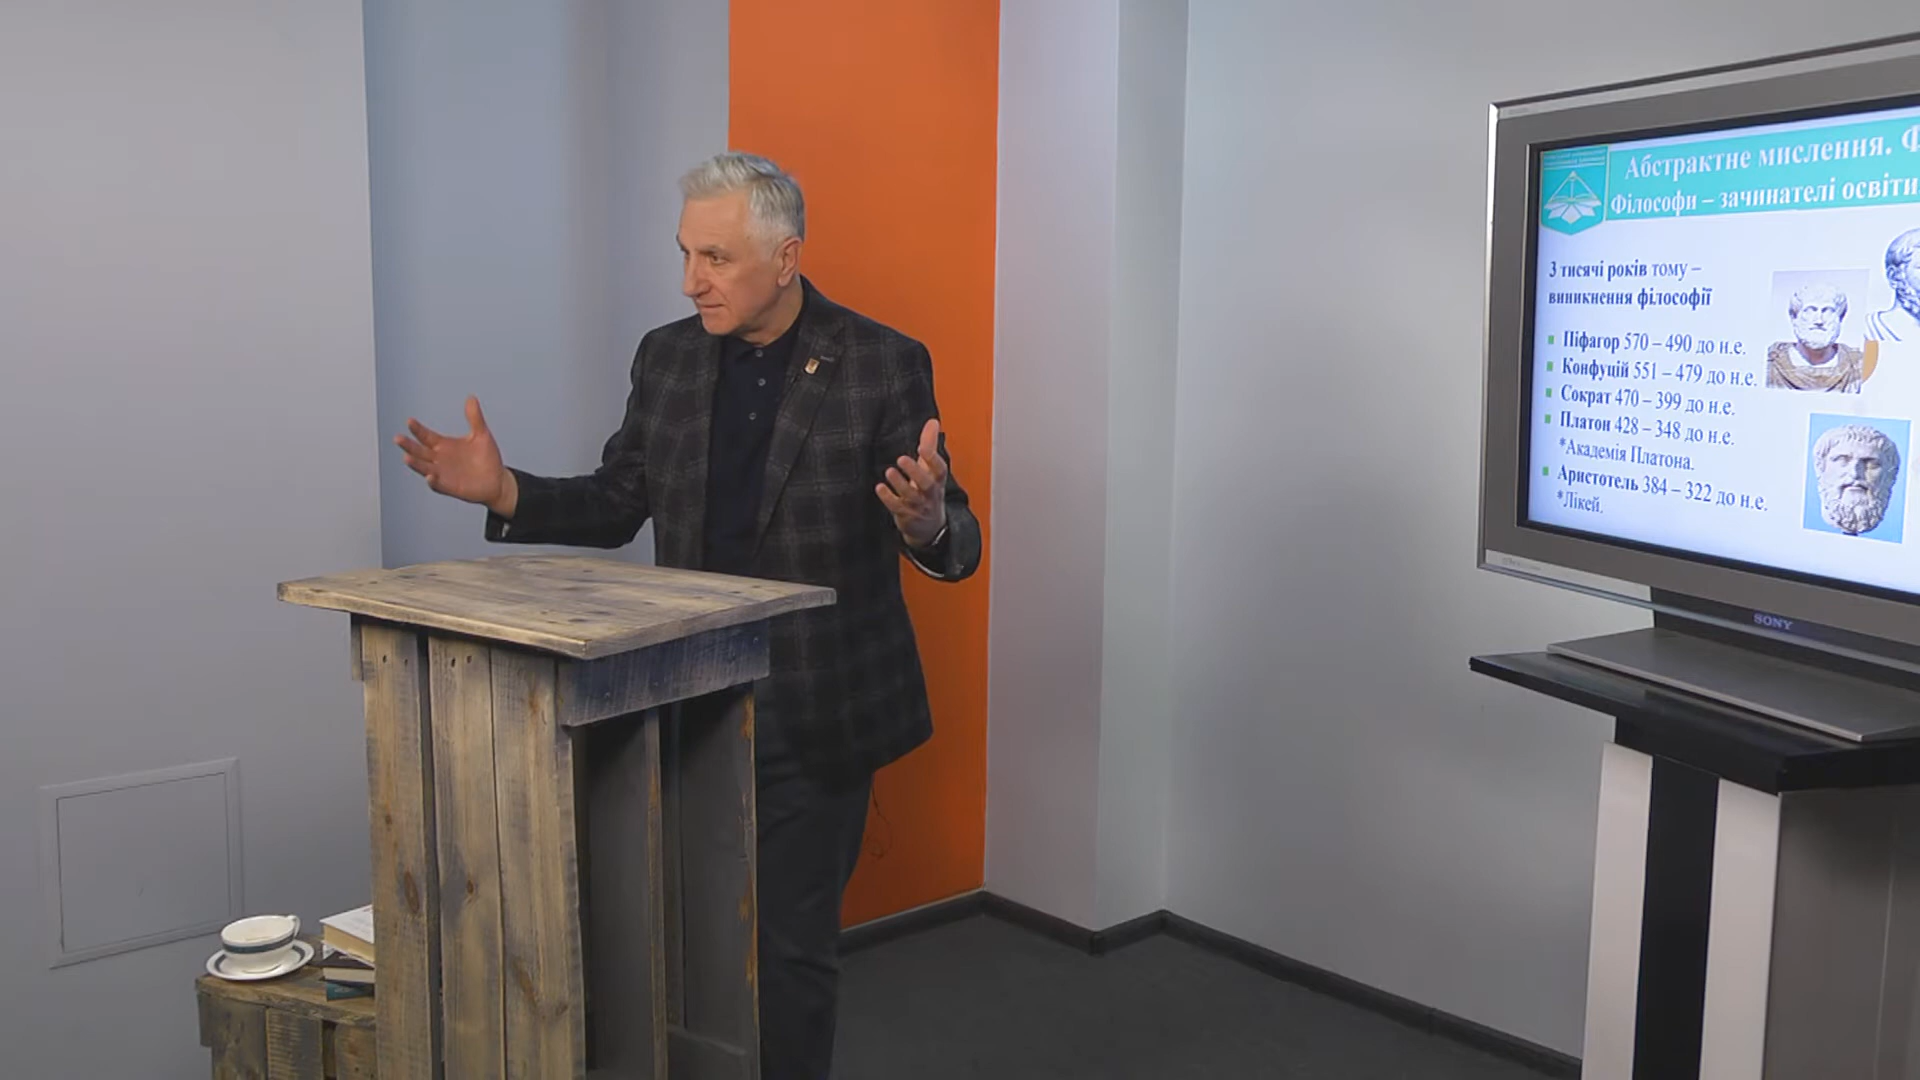 Абстрактне мислення. Ф
Філософи – зачинателі освіти
3 тисячі років тому –
виникнення філософії
Піфагор 570 – 490 до н.е.
Конфуцій 551 – 479 до н.е.
Сократ 470 – 399 до н.е.
Платон 428 – 348 до н.е.
*Академія Платона.
Аристотель 384 – 322 до н.е.
*Лікей.
SONY